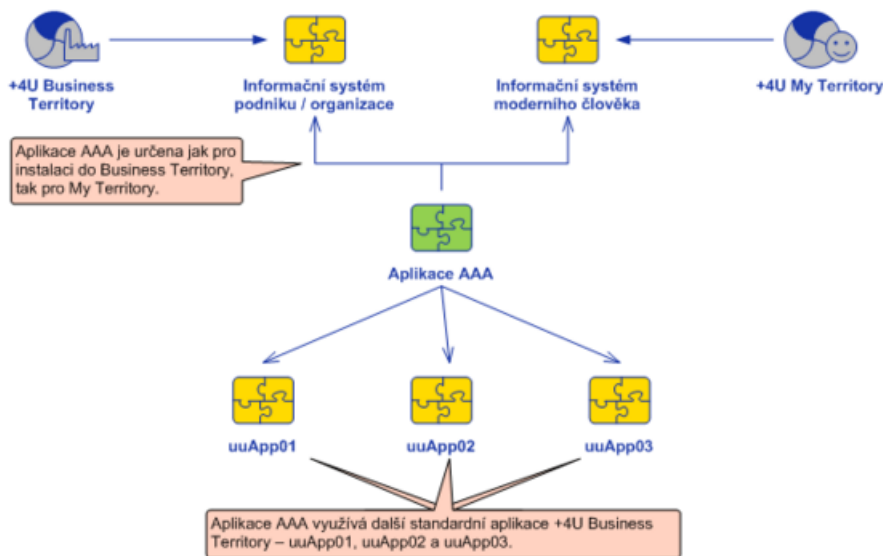 +4U Business
Territory
Informační systém
podniku / organizace
Informační systém
moderního člověka
+4U My Territory
Aplikace AAA je určena jak pro
instalaci do Business Territory,
tak pro My Territory.
Aplikace AAA
uuApp01
uuApp02
uuApp03
Aplikace AAA využívá další standardní aplikace +4U Business
Territory – uuApp01, uuApp02 a uuApp03.